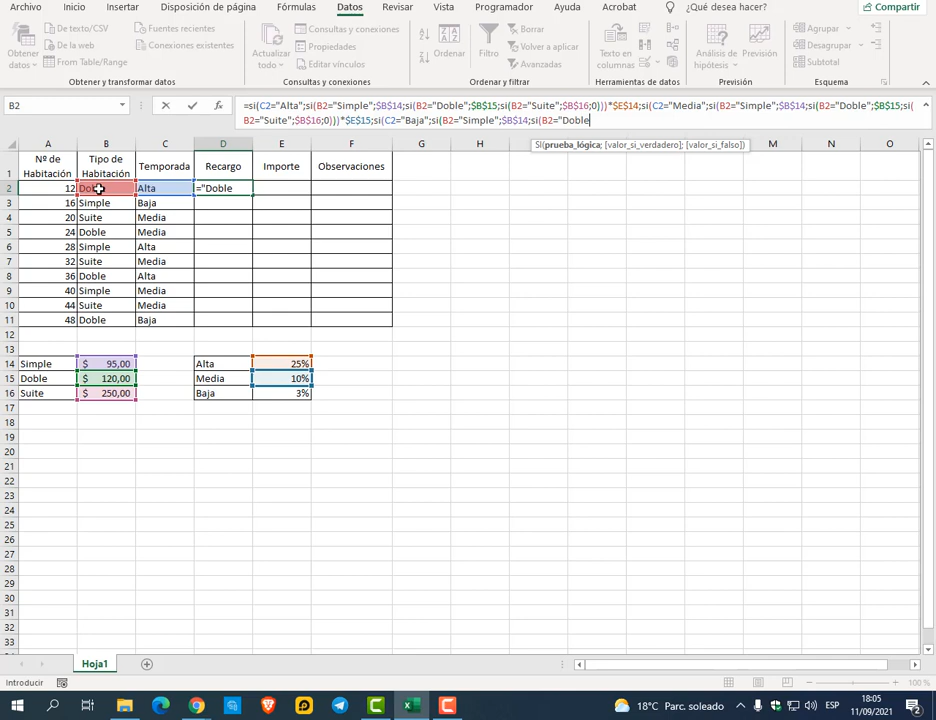 Archivo Inicio Insertar Disposición de página Fórmulas Datos Revisar Vista Programador Ayuda Acrobat ¿Qué desea hacer? Compartir
Obtener datos
De texto/CSV
De la web
From Table/Range
Fuentes recientes
Conexiones existentes
Obtener y transformar datos
Actualizar todo
Consultas y conexiones
Propiedades
Editar vínculos
Consultas y conexiones
Ordenar
Filtro
Borrar
Volver a aplicar
Avanzadas
Ordenar y filtrar
Texto en columnas
Herramientas de datos
Análisis de hipótesis
Previsión
Previsión
Agrupar
Desagrupar
Subtotal
Esquema
B2
=si(C2="Alta";si(B2="Simple";$B$14;si(B2="Doble";$B$15;si(B2="Suite";$B$16;0)))*$E$14;si(C2="Media";si(B2="Simple";$B$14;si(B2="Doble";$B$15;si(
B2="Suite";$B$16;0)))*$E$15;si(C2="Baja";si(B2="Simple";$B$14;si(B2="Doble
SI(prueba_lógica; [valor_si_verdadero]; [valor_si_falso])
A B C D E F G H I J K L M N O
1 Nº de Habitación Tipo de Habitación Temporada Recargo Importe Observaciones
2 12 Doble Alta ="Doble
3 16 Simple Baja
4 20 Suite Media
5 24 Doble Media
6 28 Simple Alta
7 32 Suite Media
8 36 Doble Alta
9 40 Simple Media
10 44 Suite Media
11 48 Doble Baja
12
13
14 Simple $ 95,00 Alta 25%
15 Doble $ 120,00 Media 10%
16 Suite $ 250,00 Baja 3%
17
18
19
20
21
22
23
24
25
26
27
28
29
30
31
32
33
Hoja1
Introducir 100 %
18°C Parc. soleado ESP 18:05
11/09/2021 2